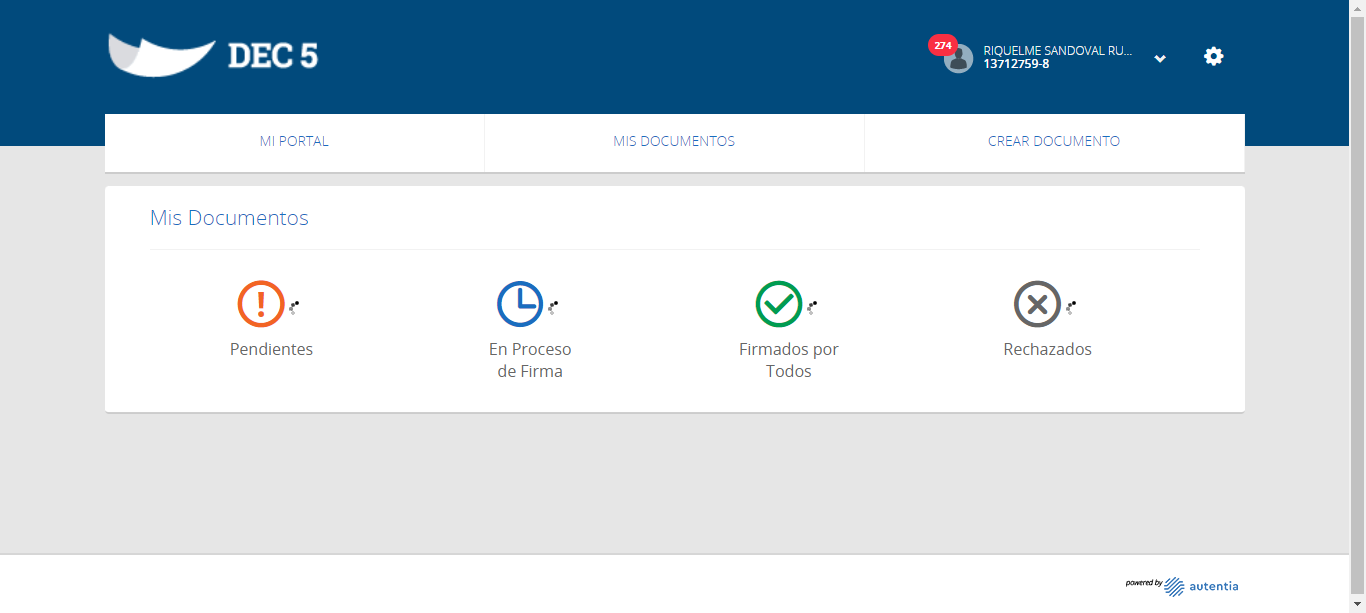 DEC 5
274
RIQUELME SANDOVAL RU...
13712759-8
MI PORTAL
MIS DOCUMENTOS
CREAR DOCUMENTO
Mis Documentos
Pendientes
En Proceso
de Firma
Firmados por
Todos
Rechazados
powered by autentia